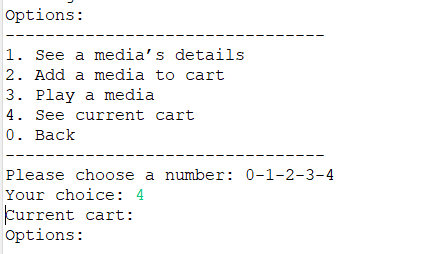 Options:
--------------------------------
1. See a media’s details
2. Add a media to cart
3. Play a media
4. See current cart
0. Back
--------------------------------
Please choose a number: 0-1-2-3-4
Your choice: 4
Current cart:
Options: